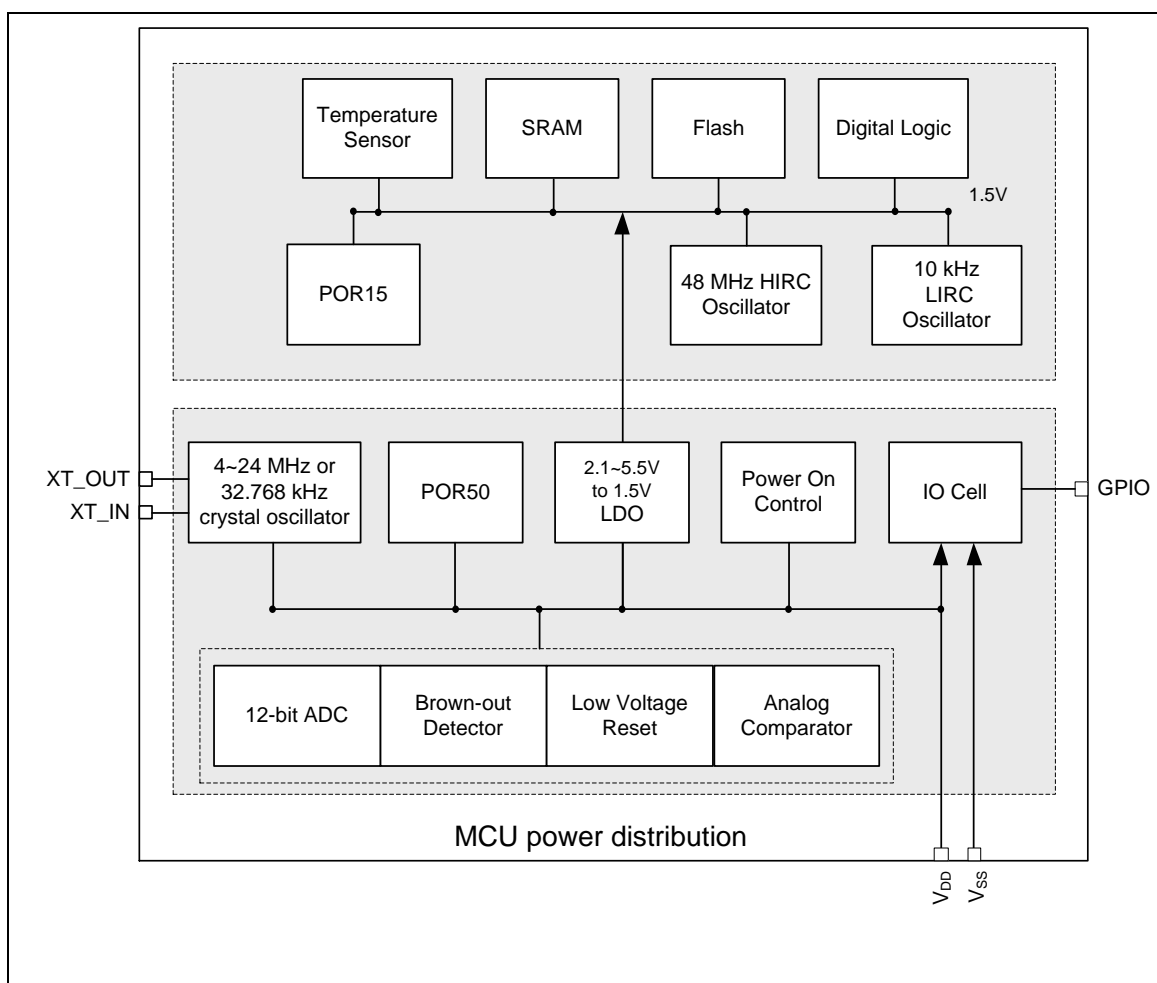 Temperature
Sensor
SRAM
Flash
Digital Logic
1.5V
POR15
48 MHz HIRC
Oscillator
10 kHz
LIRC
Oscillator
XT_OUT
XT_IN
4~24 MHz or
32.768 kHz
crystal oscillator
POR50
2.1~5.5V
to 1.5V
LDO
Power On
Control
IO Cell
GPIO
12-bit ADC
Brown-out
Detector
Low Voltage
Reset
Analog
Comparator
MCU power distribution
VDD
VSS